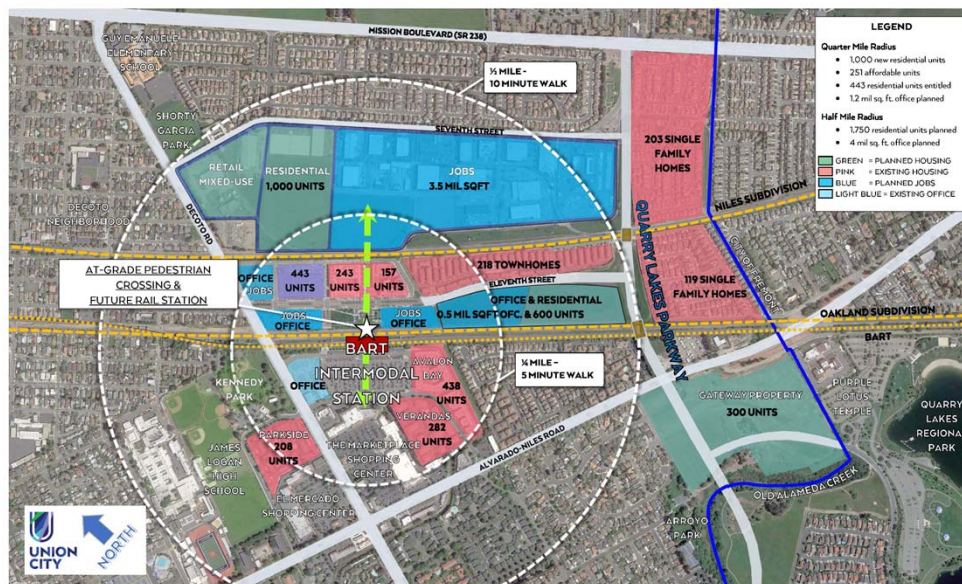 MISSION BOULEVARD (SR 238)
GUY EMANUELE
ELEMENTARY
SCHOOL
½ MILE -
10 MINUTE WALK
LEGEND
Quarter Mile Radius
• 1,000 new residential units
• 251 affordable units
• 443 residential units entitled
• 1.2 mil sq. ft. office planned
Half Mile Radius
• 1,750 residential units planned
• 4 mil sq. ft. office planned
GREEN = PLANNED HOUSING
PINK = EXISTING HOUSING
BLUE = PLANNED JOBS
LIGHT BLUE = EXISTING OFFICE
SHORTY
GARCIA
PARK
SEVENTH STREET
203 SINGLE
FAMILY
HOMES
RETAIL
MIXED-USE
RESIDENTIAL
1,000 UNITS
JOBS
3.5 MIL SQFT
DECOTO
NEIGHBORHOOD
DECOTO RD
NILES SUBDIVISION
QUARRY LAKES PARKWAY
CITY OF FREMONT
AT-GRADE PEDESTRIAN
CROSSING &
FUTURE RAIL STATION
OFFICE
JOBS
443
UNITS
243
UNITS
157
UNITS
218 TOWNHOMES
ELEVENTH STREET
119 SINGLE
FAMILY HOMES
OFFICE & RESIDENTIAL
0.5 MIL SQFT OFC. & 600 UNITS
JOBS
OFFICE
JOBS
OFFICE
OAKLAND SUBDIVISION
BART
BART
INTERMODAL
STATION
¼ MILE -
5 MINUTE WALK
AVALON
BAY
438
UNITS
OFFICE
KENNEDY
PARK
VERANDAS
282
UNITS
PARKSIDE
208
UNITS
THE MARKETPLACE
SHOPPING
CENTER
JAMES
LOGAN
HIGH
SCHOOL
EL MERCADO
SHOPPING CENTER
ALVARADO-NILES ROAD
GATEWAY PROPERTY
300 UNITS
PURPLE
LOTUS
TEMPLE
QUARRY
LAKES
REGIONAL
PARK
OLD ALAMEDA CREEK
ARROYO
PARK
UNION
CITY
NORTH